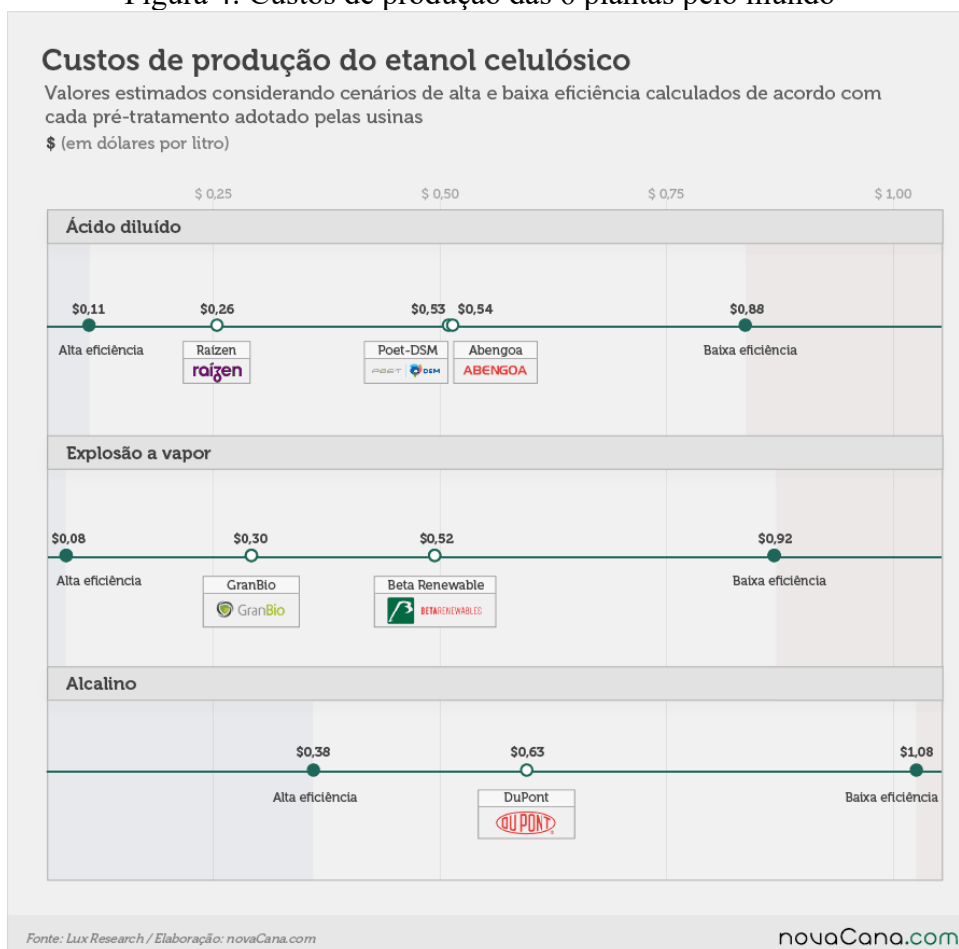 Figura 4: Custos de produção das 6 plantas pelo mundo
Custos de produção do etanol celulósico
Valores estimados considerando cenários de alta e baixa eficiência calculados de acordo com
cada pré-tratamento adotado pelas usinas
$ (em dólares por litro)
$ 0,25 $ 0,50 $ 0,75 $ 1,00
Ácido diluído
$0,11 $0,26 $0,53 $0,54 $0,88
Alta eficiência Raízen Poet-DSM Abengoa Baixa eficiência
raízen POET DSM ABENGOA
Explosão a vapor
$0,08 $0,30 $0,52 $0,92
Alta eficiência GranBio Beta Renewable Baixa eficiência
GranBio BETARENEWABLES
Alcalino
$0,38 $0,63 $1,08
Alta eficiência DuPont Baixa eficiência
DU PONT
Fonte: Lux Research / Elaboração: novaCana.com
novaCana.com